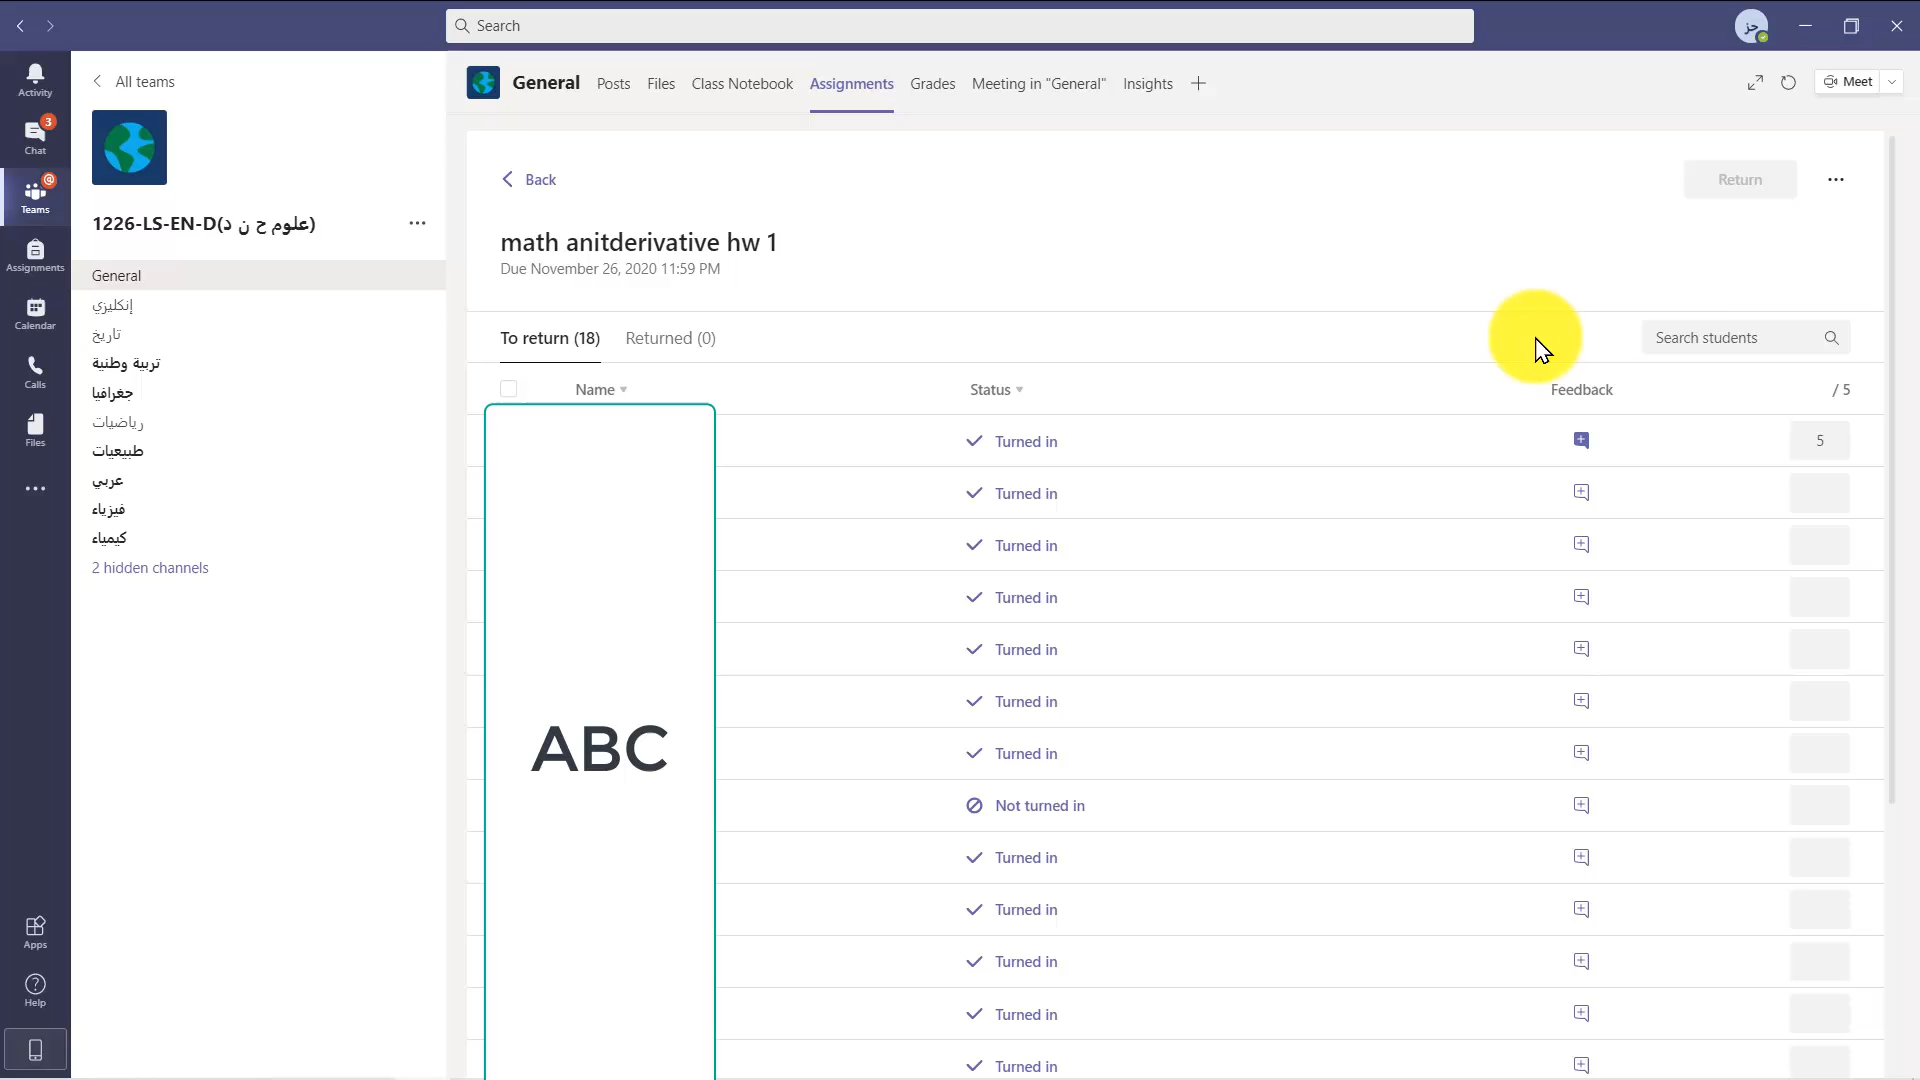 Search
حز
Activity
3
Chat
@
Teams
Assignments
Calendar
Calls
Files
Apps
Help
All teams
1226-LS-EN-D(علوم ح ن د)
General
إنكليزي
تاريخ
تربية وطنية
جغرافيا
رياضيات
طبيعيات
عربي
فيزياء
كيمياء
2 hidden channels
General Posts Files Class Notebook Assignments Grades Meeting in "General" Insights
Meet
Back
Return
math anitderivative hw 1
Due November 26, 2020 11:59 PM
To return (18) Returned (0)
Search students
Name Status Feedback / 5
Turned in 5
Turned in
Turned in
Turned in
Turned in
Turned in
Turned in
Not turned in
Turned in
Turned in
Turned in
Turned in
Turned in
ABC